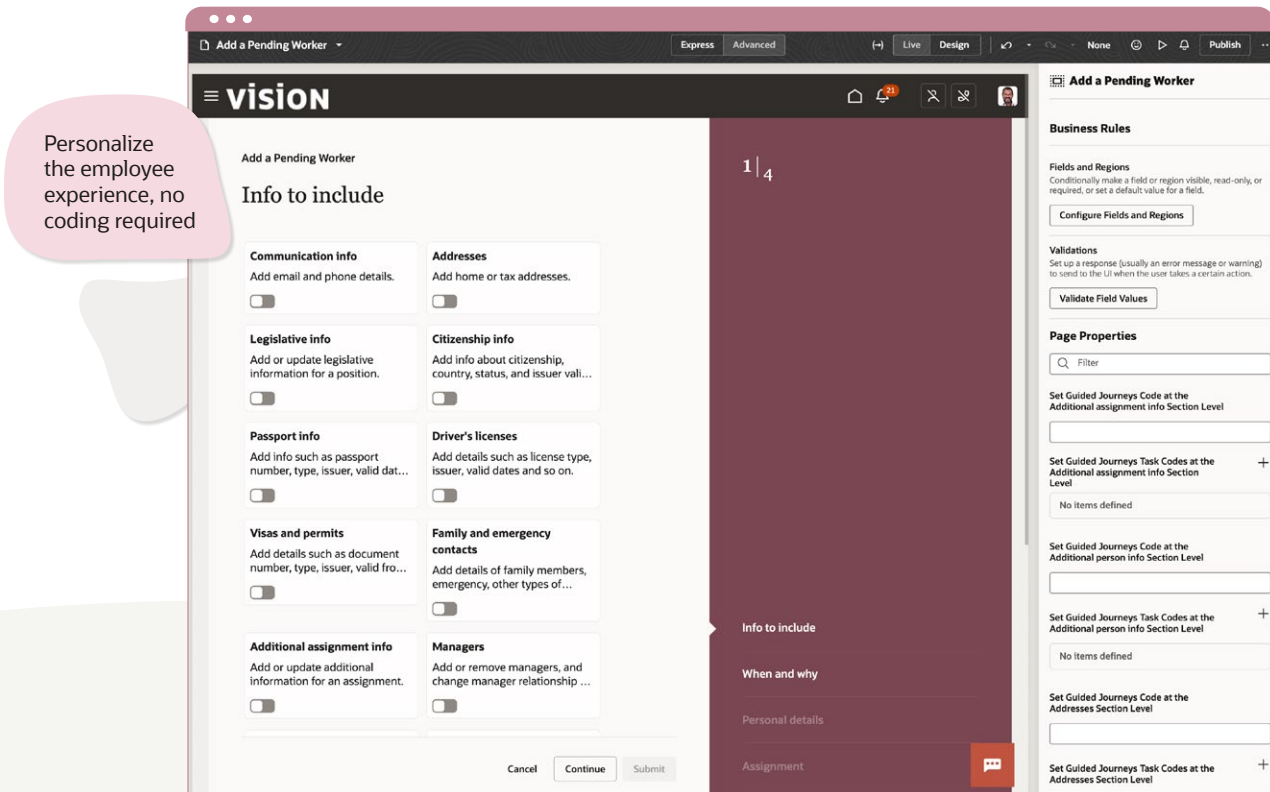 Add a Pending Worker
Express
Advanced
Live
Design
None
Publish
Personalize
the employee
experience, no
coding required
vision
21
Add a Pending Worker
Info to include
Communication info
Add email and phone details.
Addresses
Add home or tax addresses.
Legislative info
Add or update legislative
information for a position.
Citizenship info
Add info about citizenship,
country, status, and issuer vali...
Passport info
Add info such as passport
number, type, issuer, valid dat...
Driver's licenses
Add details such as license type,
issuer, valid dates and so on.
Visas and permits
Add details such as document
number, type, issuer, valid fro...
Family and emergency
contacts
Add details of family members,
emergency, other types of...
Additional assignment info
Add or update additional
information for an assignment.
Managers
Add or remove managers, and
change manager relationship ...
Cancel
Continue
Submit
1|4
Info to include
When and why
Personal details
Assignment
Add a Pending Worker
Business Rules
Fields and Regions
Conditionally make a field or region visible, read-only, or
required, or set a default value for a field.
Configure Fields and Regions
Validations
Set up a response (usually an error message or warning)
to send to the UI when the user takes a certain action.
Validate Field Values
Page Properties
Filter
Set Guided Journeys Code at the
Additional assignment info Section Level
Set Guided Journeys Task Codes at the
Additional assignment info Section
Level
No items defined
Set Guided Journeys Code at the
Additional person info Section Level
Set Guided Journeys Task Codes at the
Additional person info Section Level
No items defined
Set Guided Journeys Code at the
Addresses Section Level
Set Guided Journeys Task Codes at the
Addresses Section Level